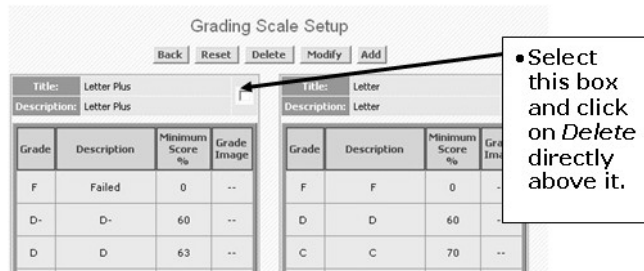 Grading Scale Setup
Back Reset Delete Modify Add
Title: Letter Plus
Description: Letter Plus
Grade Description Minimum Score % Grade Image
F Failed 0 --
D- D- 60 --
D D 63 --
Title: Letter
Description: Letter
Grade Description Minimum Score %
F F 0
D D 60
C C 70 --
•Select
this box
and click
on Delete
directly
above it.